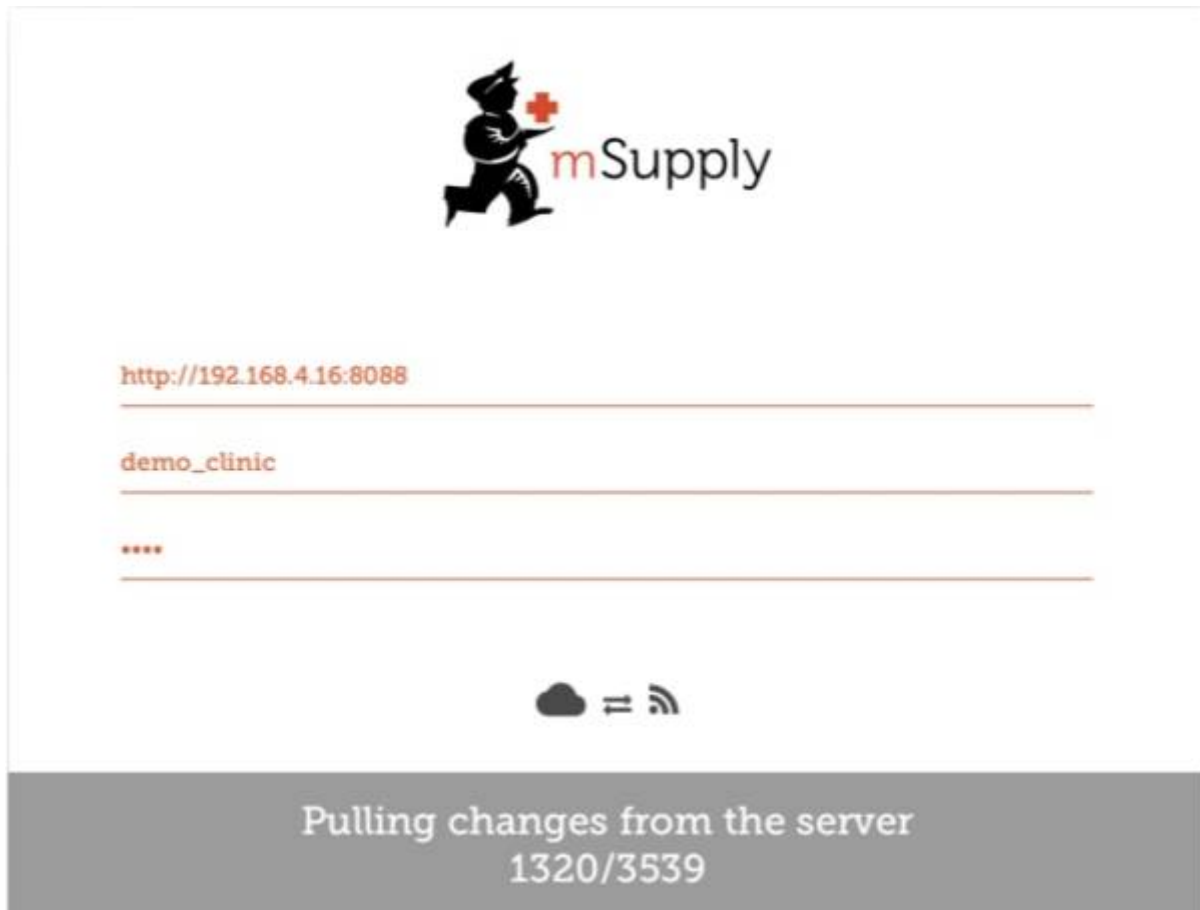 mSupply
http://192.168.4.16:8088
demo_clinic
••••
Pulling changes from the server
1320/3539